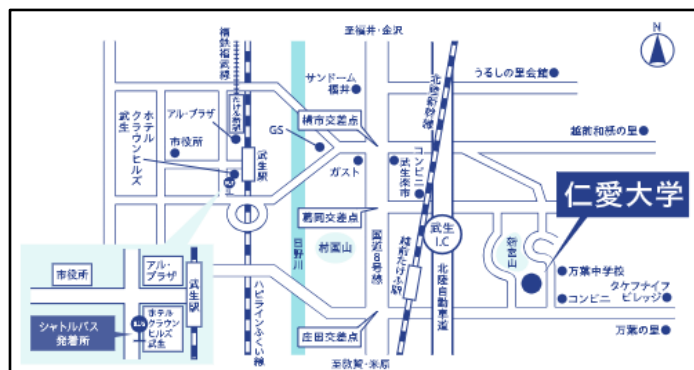 至福井・金沢
N
福鉄福武線
たけふ新駅
サンドーム
福井
北陸新幹線
うるしの里会館
ホテル
クラウンヒルズ
武生
アル・プラザ
市役所
GS
横市交差点
越前和紙の里
武生駅
ガスト
コンビニ
武生楽市
仁愛大学
葛岡交差点
武生
I.C
日野川
村国山
国道8号線
越前たけふ駅
北陸自動車道
万葉中学校
コンビニ
タケフナイフ
ビレッジ
ハピラインふくい線
庄田交差点
万葉の里
至敦賀・米原
市役所
アル・
プラザ
武生駅
シャトルバス
発着所
BUS
ホテル
クラウン
ヒルズ
武生